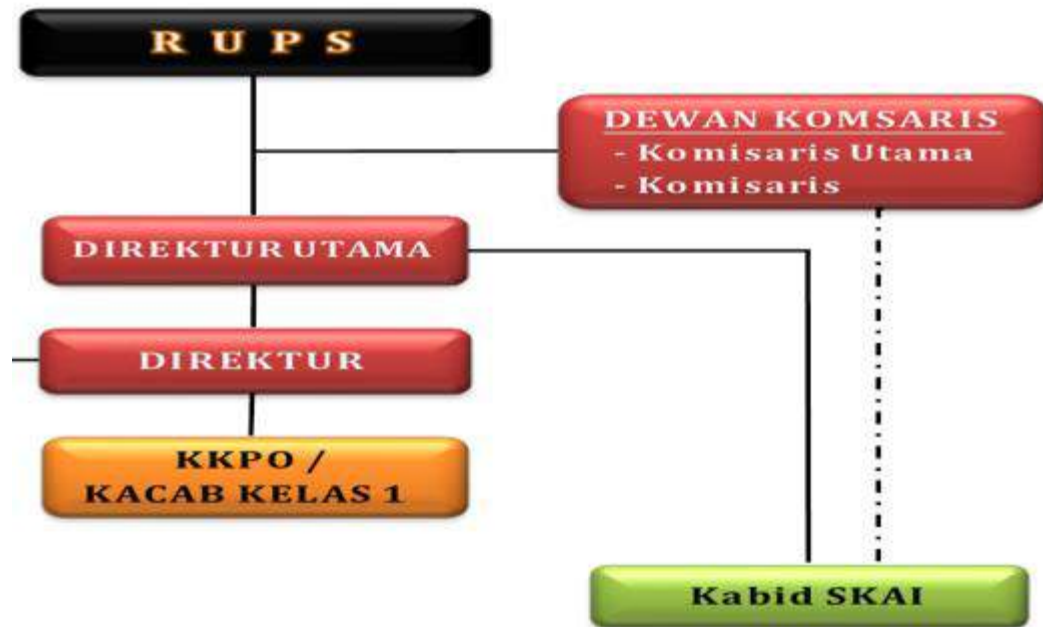 R U P S
DEWAN KOMSARIS
- Komisaris Utama
- Komisaris
DIREKTUR UTAMA
DIREKTUR
KKPO /
KACAB KELAS 1
Kabid SKAI